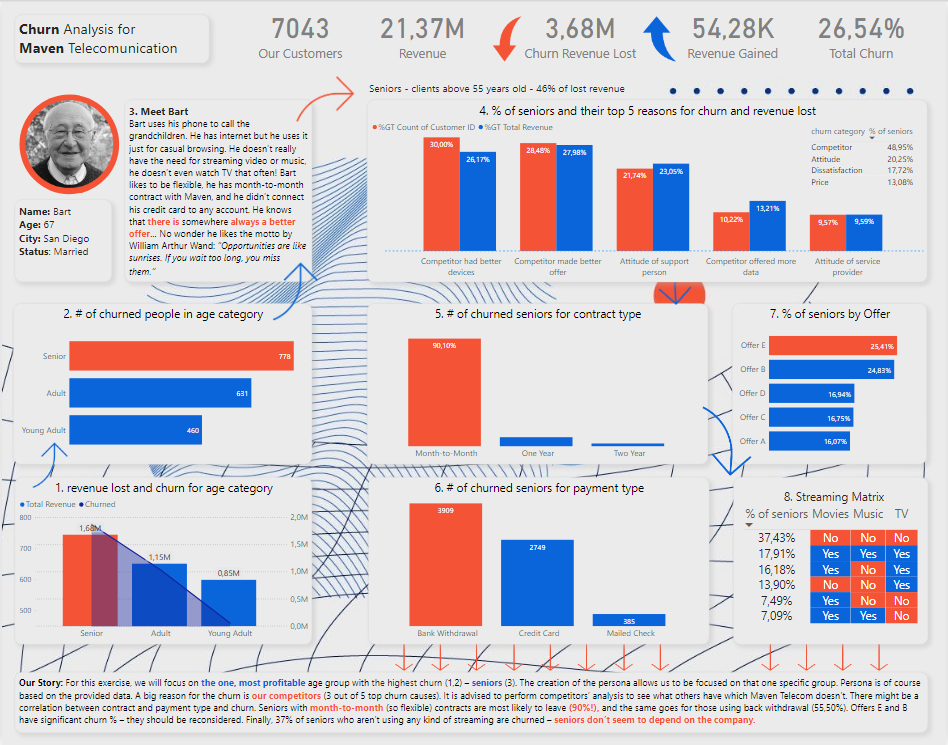 Churn Analysis for
Maven Telecomunication
7043
Our Customers
21,37M
Revenue
3,68M
Churn Revenue Lost
54,28K
Revenue Gained
26,54%
Total Churn
Seniors - clients above 55 years old - 46% of lost revenue
3. Meet Bart
Bart uses his phone to call the
grandchildren. He has internet but he uses it
just for casual browsing. He doesn't really
have the need for streaming video or music,
he doesn't even watch TV that often! Bart
likes to be flexible, he has month-to-month
contract with Maven, and he didn't connect
his credit card to any account. He knows
that there is somewhere always a better
offer... No wonder he likes the motto by
William Arthur Wand: "Opportunities are like
sunrises. If you wait too long, you miss
them."
Name: Bart
Age: 67
City: San Diego
Status: Married
4. % of seniors and their top 5 reasons for churn and revenue lost
%GT Count of Customer ID %GT Total Revenue
30,00%
26,17%
28,48%
27,98%
21,74%
23,05%
10,22%
13,21%
9,57%
9,59%
Competitor had better
devices
Competitor made better
offer
Attitude of support
person
Competitor offered more
data
Attitude of service
provider
churn category % of seniors
Competitor 48,95%
Attitude 20,25%
Dissatisfaction 17,72%
Price 13,08%
2. # of churned people in age category
Senior 778
Adult 631
Young Adult 460
5. # of churned seniors for contract type
90,10%
Month-to-Month
One Year
Two Year
7. % of seniors by Offer
Offer E 25,41%
Offer B 24,83%
Offer D 16,94%
Offer C 16,75%
Offer A 16,07%
1. revenue lost and churn for age category
Total Revenue Churned
800
700
600
500
1,68M
1,15M
0,85M
2,0M
1,5M
1,0M
0,5M
0,0M
Senior
Adult
Young Adult
6. # of churned seniors for payment type
3909
2749
385
Bank Withdrawal
Credit Card
Mailed Check
8. Streaming Matrix
% of seniors Movies Music TV
37,43% No No No
17,91% Yes Yes Yes
16,18% Yes No Yes
13,90% No No Yes
7,49% Yes No No
7,09% Yes Yes No
Our Story: For this exercise, we will focus on the one, most profitable age group with the highest churn (1,2) – seniors (3). The creation of the persona allows us to be focused on that one specific group. Persona is of course
based on the provided data. A big reason for the churn is our competitors (3 out of 5 top churn causes). It is advised to perform competitors' analysis to see what others have which Maven Telecom doesn't. There might be a
correlation between contract and payment type and churn. Seniors with month-to-month (so flexible) contracts are most likely to leave (90%!), and the same goes for those using back withdrawal (55,50%). Offers E and B
have significant churn % – they should be reconsidered. Finally, 37% of seniors who aren't using any kind of streaming are churned – seniors don't seem to depend on the company.